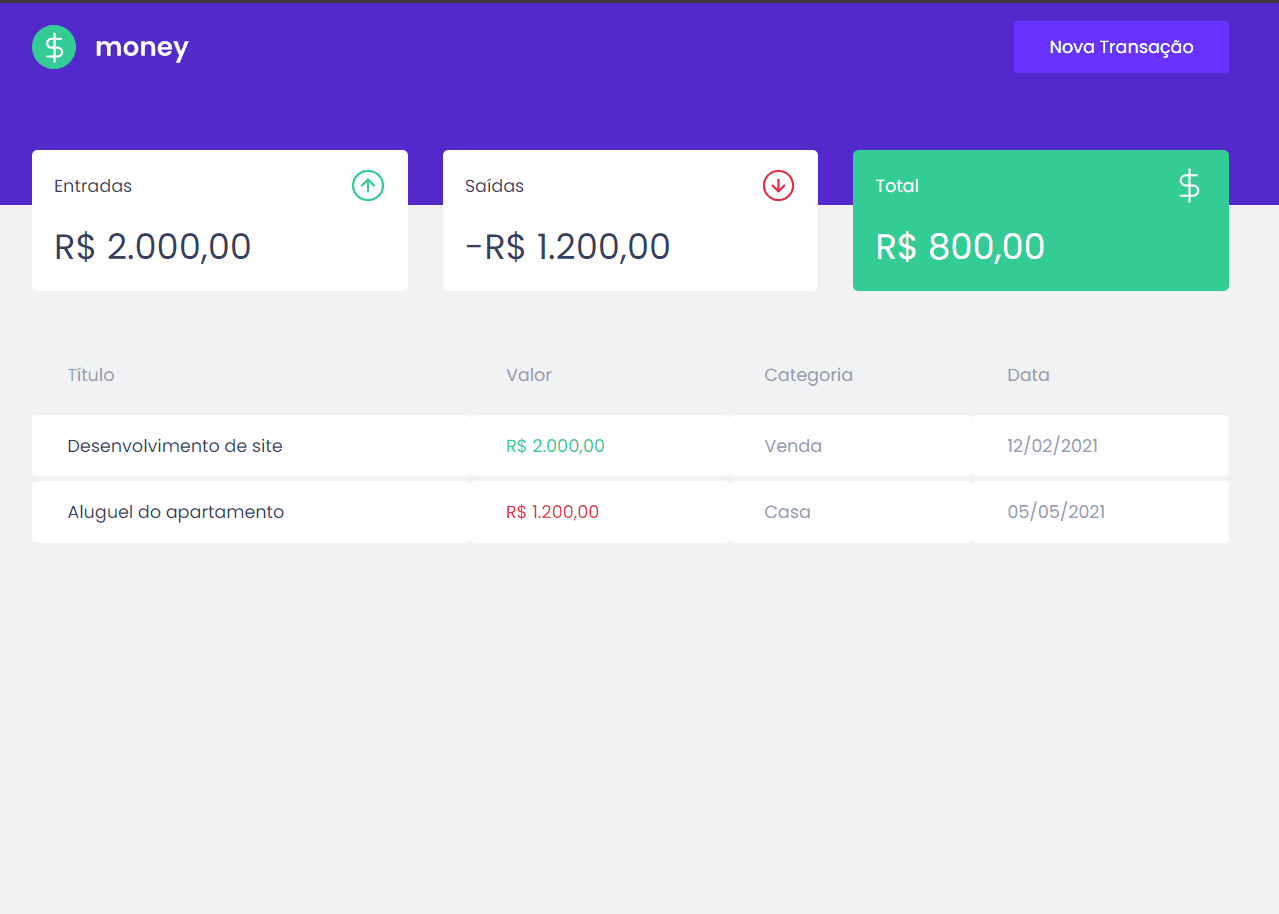 money
Nova Transação
Entradas
Saídas
Total
R$ 2.000,00
-R$ 1.200,00
R$ 800,00
Título Valor Categoria Data
Desenvolvimento de site R$ 2.000,00 Venda 12/02/2021
Aluguel do apartamento R$ 1.200,00 Casa 05/05/2021